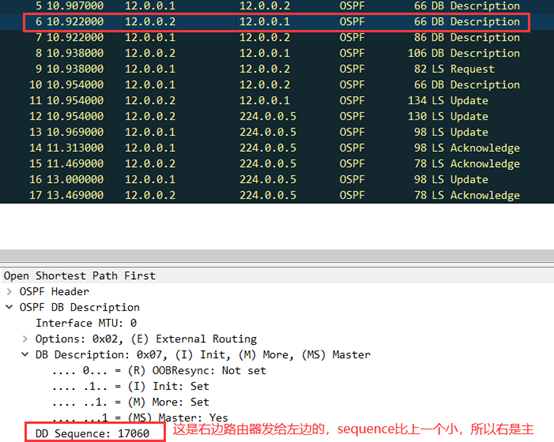 5 10.907000 12.0.0.1 12.0.0.2 OSPF 66 DB Description
6 10.922000 12.0.0.2 12.0.0.1 OSPF 66 DB Description
7 10.922000 12.0.0.1 12.0.0.2 OSPF 86 DB Description
8 10.938000 12.0.0.2 12.0.0.1 OSPF 106 DB Description
9 10.938000 12.0.0.1 12.0.0.2 OSPF 82 LS Request
10 10.954000 12.0.0.1 12.0.0.2 OSPF 66 DB Description
11 10.954000 12.0.0.2 12.0.0.1 OSPF 134 LS Update
12 10.954000 12.0.0.2 224.0.0.5 OSPF 130 LS Update
13 10.969000 12.0.0.1 224.0.0.5 OSPF 98 LS Update
14 11.313000 12.0.0.1 224.0.0.5 OSPF 98 LS Acknowledge
15 11.469000 12.0.0.2 224.0.0.5 OSPF 78 LS Acknowledge
16 13.000000 12.0.0.1 224.0.0.5 OSPF 98 LS Update
17 13.469000 12.0.0.2 224.0.0.5 OSPF 78 LS Acknowledge
Open Shortest Path First
OSPF Header
OSPF DB Description
Interface MTU: 0
Options: 0x02, (E) External Routing
DB Description: 0x07, (I) Init, (M) More, (MS) Master
.... 0... = (R) OOBResync: Not set
.... .1.. = (I) Init: Set
.... ..1. = (M) More: Set
.... ...1 = (MS) Master: Yes
DD Sequence: 17060 这是右边路由器发给左边的，sequence比上一个小，所以右是主